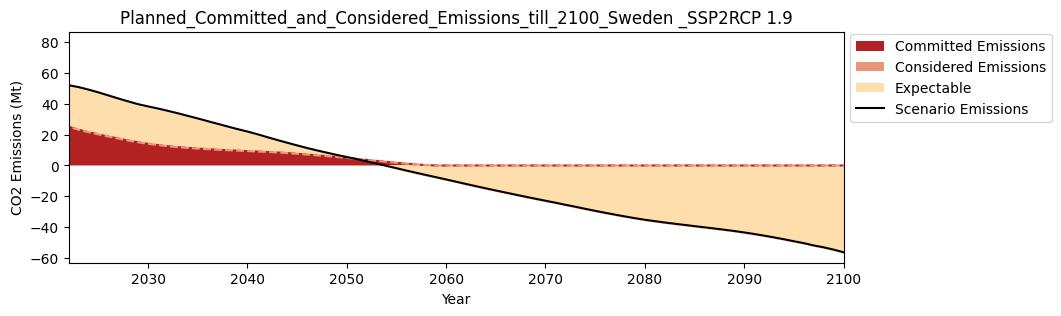 Planned_Committed_and_Considered_Emissions_till_2100_Sweden _SSP2RCP 1.9
Committed Emissions
Considered Emissions
Expectable
Scenario Emissions
CO2 Emissions (Mt)
80
60
40
20
0
−20
−40
−60
2030 2040 2050 2060 2070 2080 2090 2100
Year